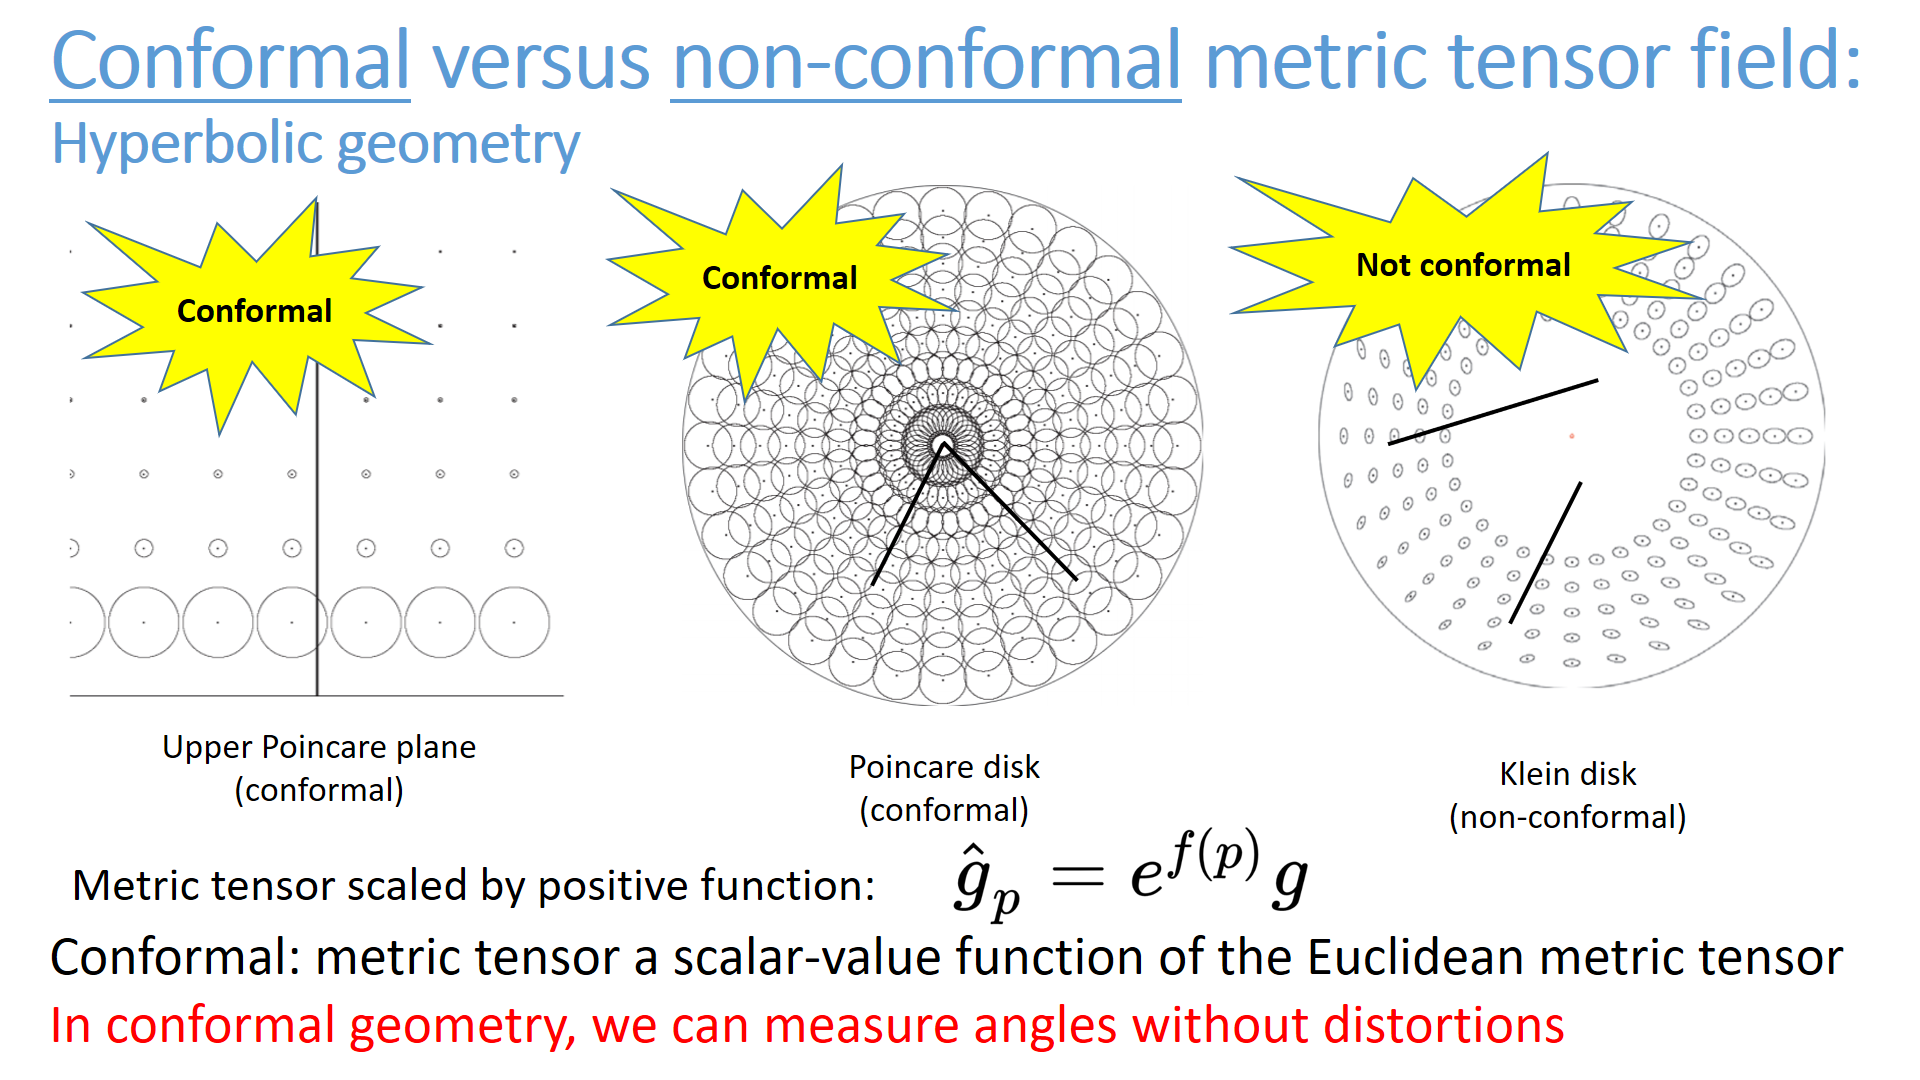 Conformal versus non-conformal metric tensor field:
Hyperbolic geometry
Conformal
Conformal
Not conformal
Upper Poincare plane
(conformal)
Poincare disk
(conformal)
Klein disk
(non-conformal)
Metric tensor scaled by positive function: ĝ_p = e^{f(p)} g
Conformal: metric tensor a scalar-value function of the Euclidean metric tensor
In conformal geometry, we can measure angles without distortions